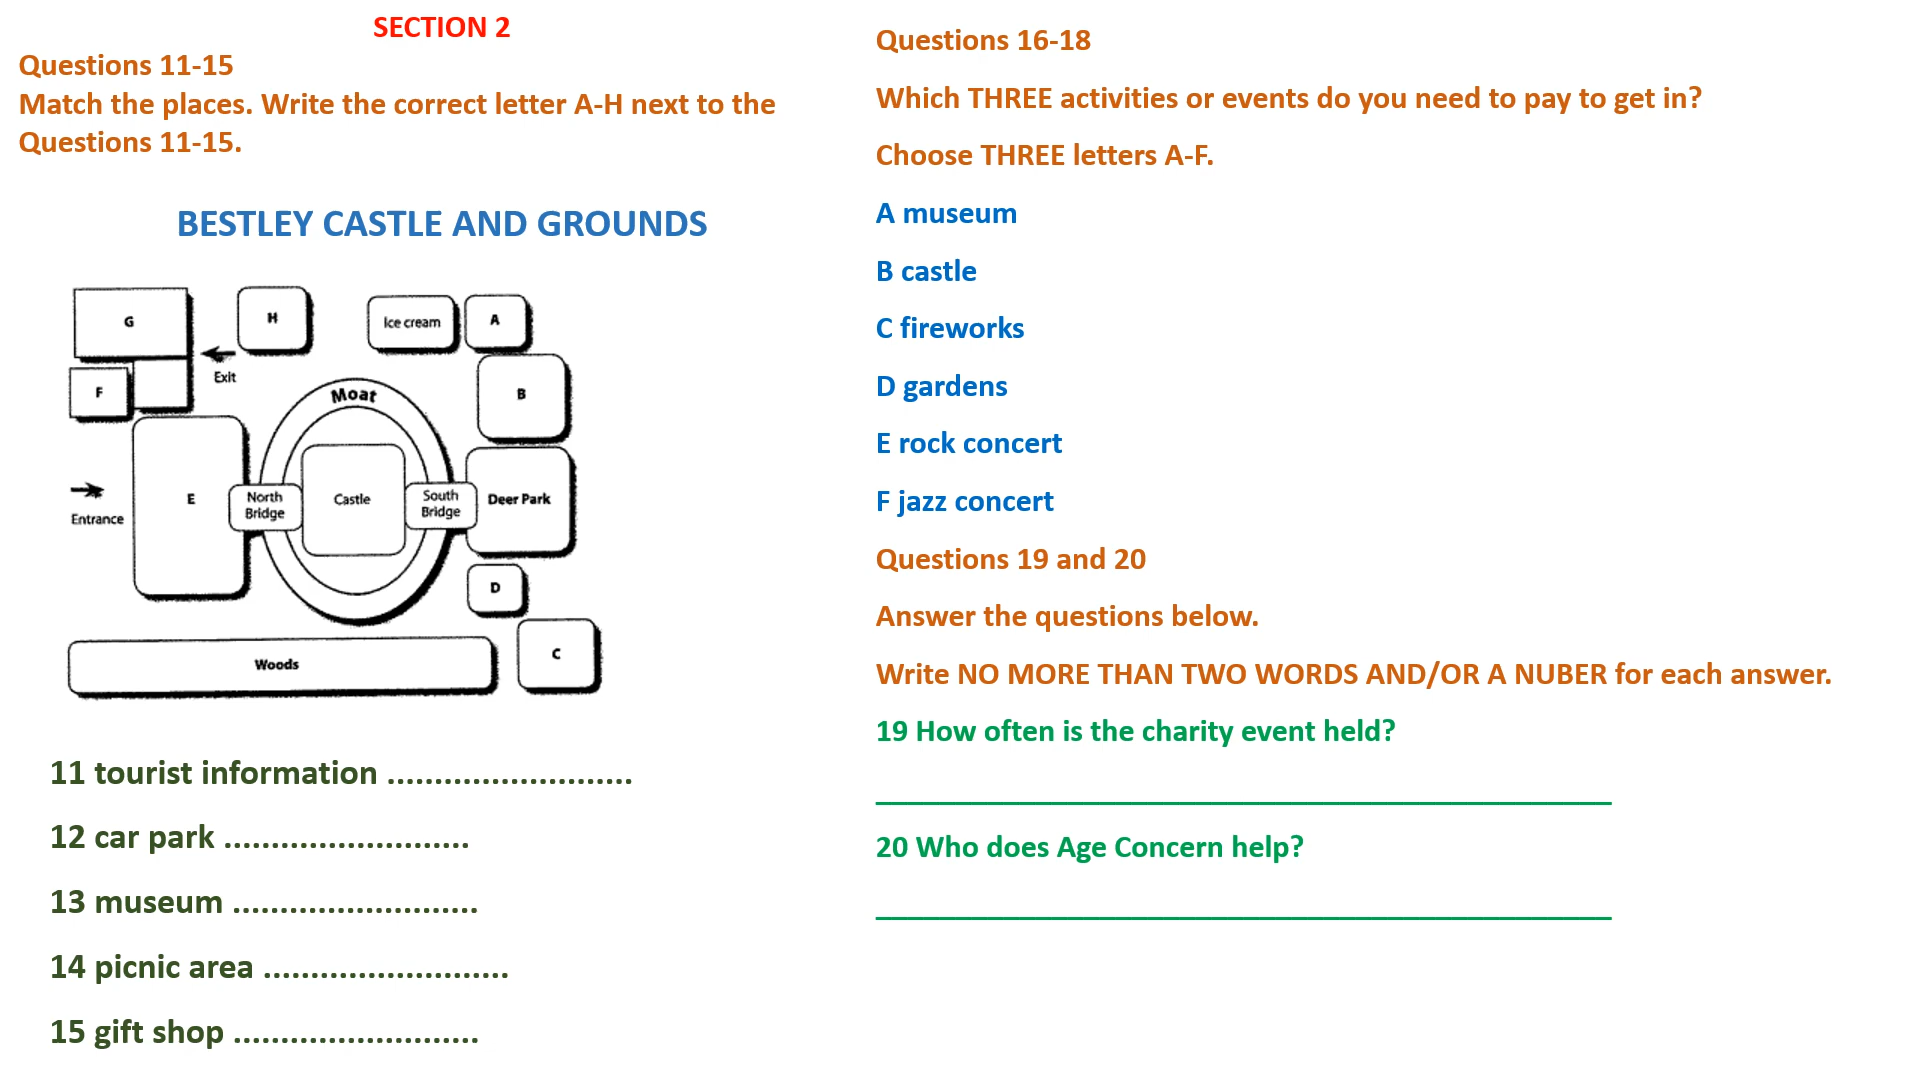 SECTION 2
Questions 11-15
Match the places. Write the correct letter A-H next to the
Questions 11-15.
BESTLEY CASTLE AND GROUNDS
G
H
Ice cream
A
Exit
F
Moat
B
Entrance
E
North
Bridge
Castle
South
Bridge
Deer Park
D
C
Woods
11 tourist information ..........................
12 car park ..........................
13 museum ..........................
14 picnic area ..........................
15 gift shop ..........................
Questions 16-18
Which THREE activities or events do you need to pay to get in?
Choose THREE letters A-F.
A museum
B castle
C fireworks
D gardens
E rock concert
F jazz concert
Questions 19 and 20
Answer the questions below.
Write NO MORE THAN TWO WORDS AND/OR A NUBER for each answer.
19 How often is the charity event held?
______________________________________________
20 Who does Age Concern help?
______________________________________________